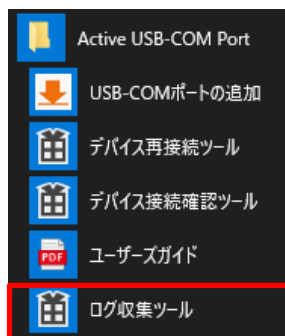 Active USB-COM Port
USB-COMポートの追加
デバイス再接続ツール
デバイス接続確認ツール
PDF
ユーザーズガイド
ログ収集ツール